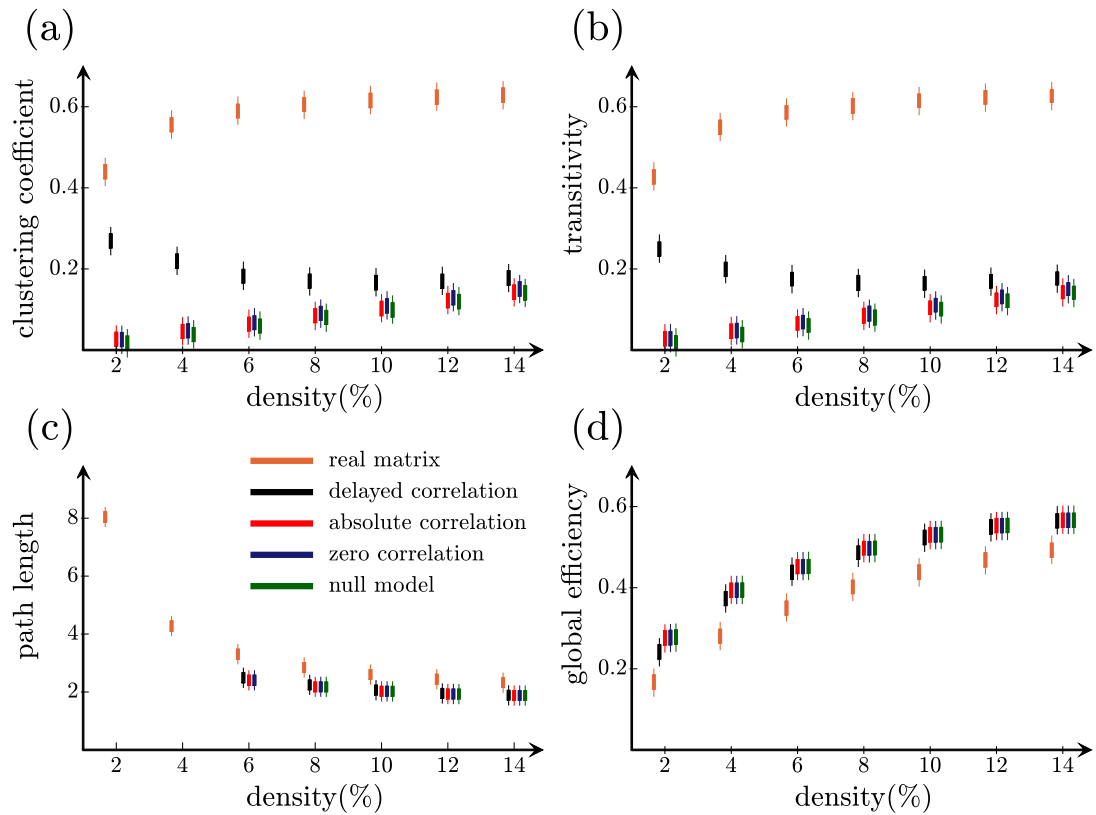 (a)
clustering coefficient
0.6
0.4
0.2
2 4 6 8 10 12 14
density(%)
(b)
transitivity
0.6
0.4
0.2
2 4 6 8 10 12 14
density(%)
(c)
path length
8
6
4
2
real matrix
delayed correlation
absolute correlation
zero correlation
null model
2 4 6 8 10 12 14
density(%)
(d)
global efficiency
0.6
0.4
0.2
2 4 6 8 10 12 14
density(%)